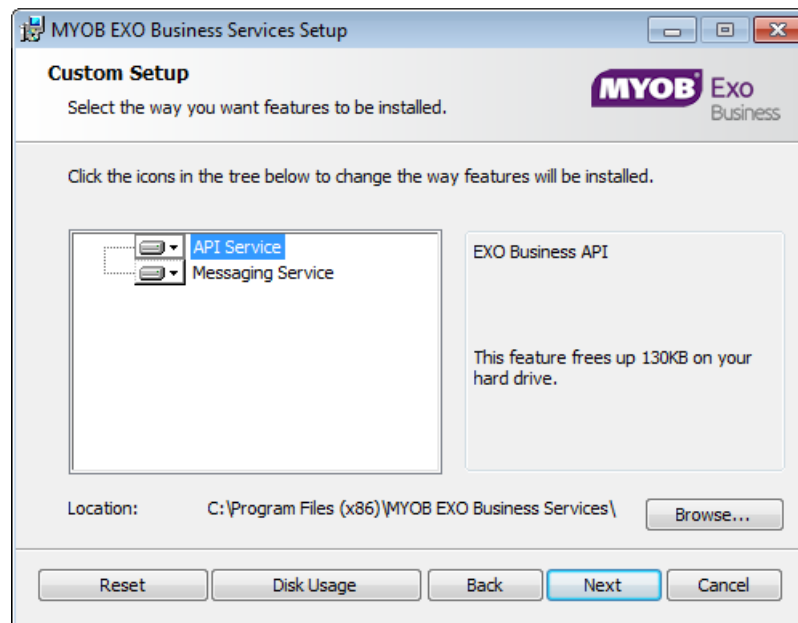 MYOB EXO Business Services Setup
Custom Setup
Select the way you want features to be installed.
MYOB Exo
Business
Click the icons in the tree below to change the way features will be installed.
API Service
Messaging Service
EXO Business API
This feature frees up 130KB on your
hard drive.
Location: C:\Program Files (x86)\MYOB EXO Business Services\ Browse...
Reset Disk Usage Back Next Cancel